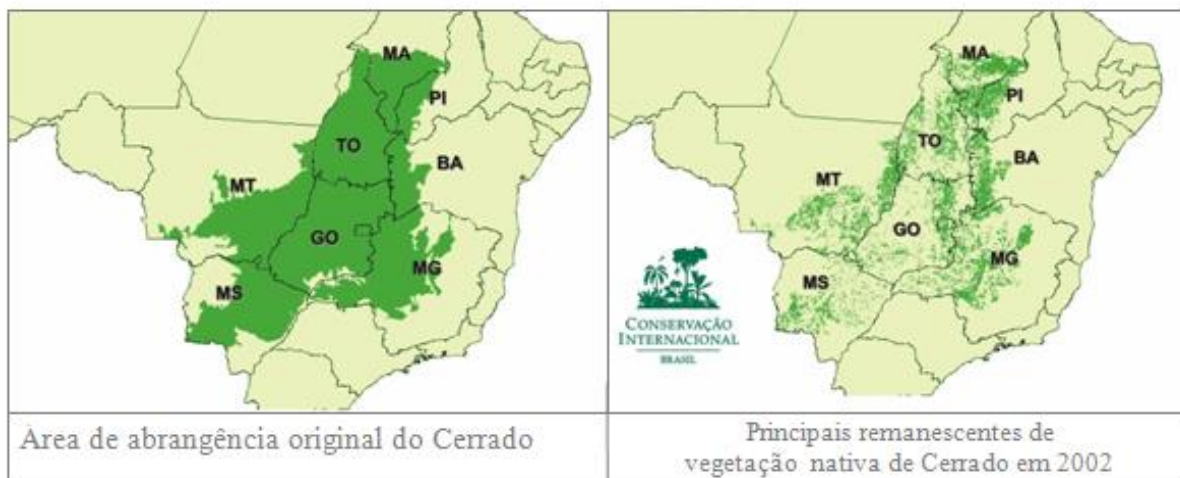 MA
PI
TO
BA
MT
GO
MG
MS
MA
PI
TO
BA
MT
GO
MG
MS
CONSERVAÇÃO
INTERNACIONAL
BRASIL
Área de abrangência original do Cerrado
Principais remanescentes de
vegetação nativa de Cerrado em 2002